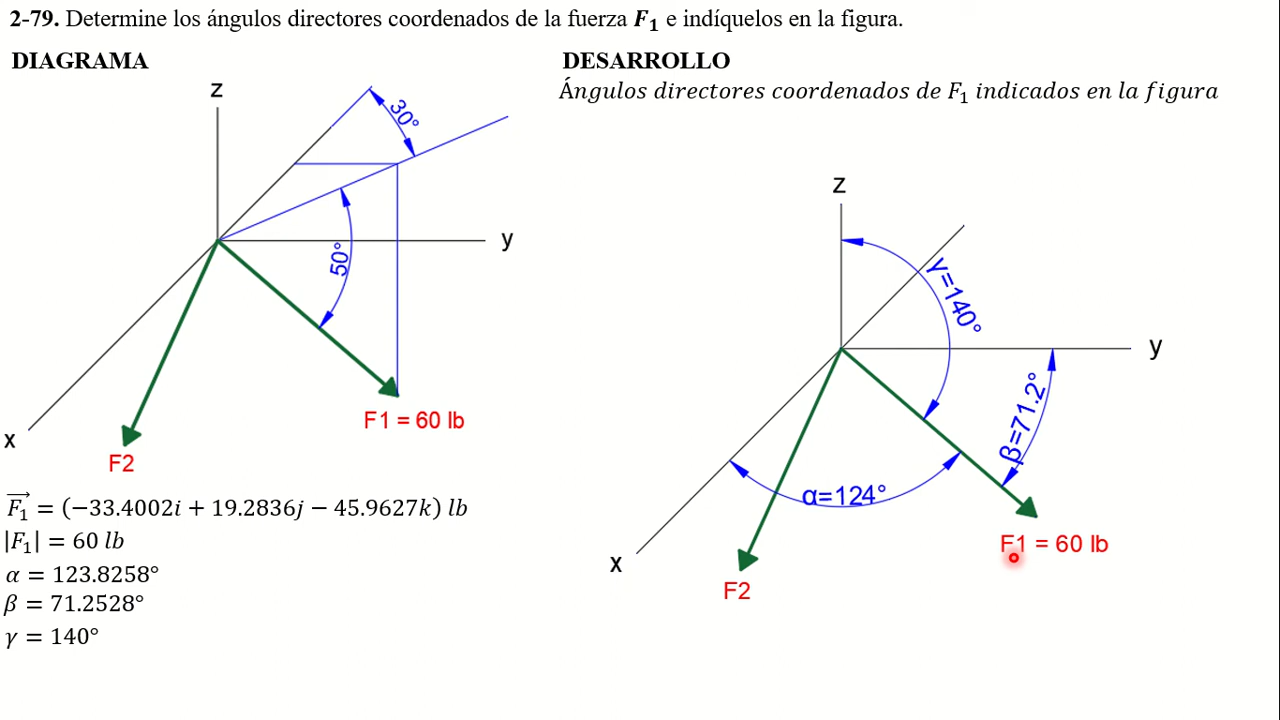 2-79. Determine los ángulos directores coordenados de la fuerza F₁ e indíquelos en la figura.
DIAGRAMA
z
30°
y
50°
x
F1 = 60 lb
F2
F⃗₁ = (−33.4002i + 19.2836j − 45.9627k) lb
|F₁| = 60 lb
α = 123.8258°
β = 71.2528°
γ = 140°
DESARROLLO
Ángulos directores coordenados de F₁ indicados en la figura
z
γ=140°
y
β=71.2°
α=124°
x
F1 = 60 lb
F2